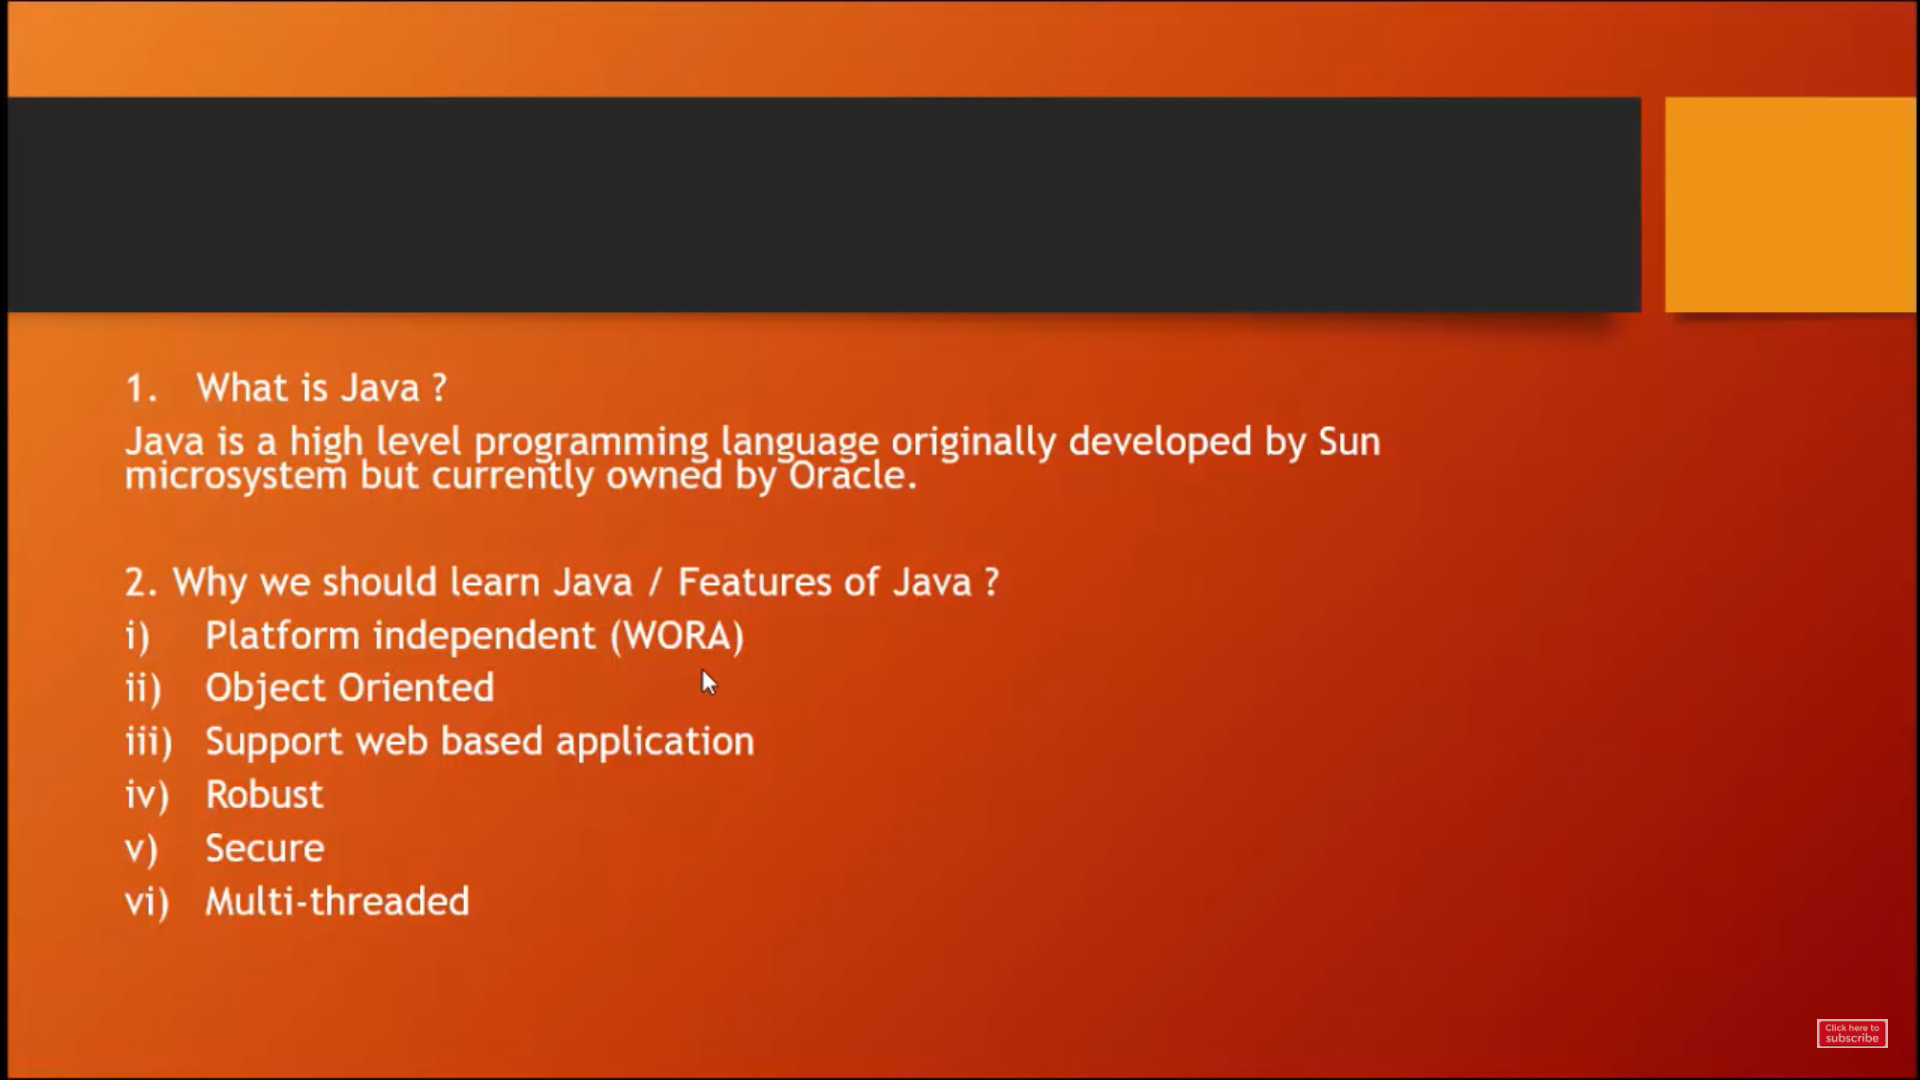 1. What is Java ?
Java is a high level programming language originally developed by Sun
microsystem but currently owned by Oracle.
2. Why we should learn Java / Features of Java ?
i) Platform independent (WORA)
ii) Object Oriented
iii) Support web based application
iv) Robust
v) Secure
vi) Multi-threaded
Click here to
subscribe